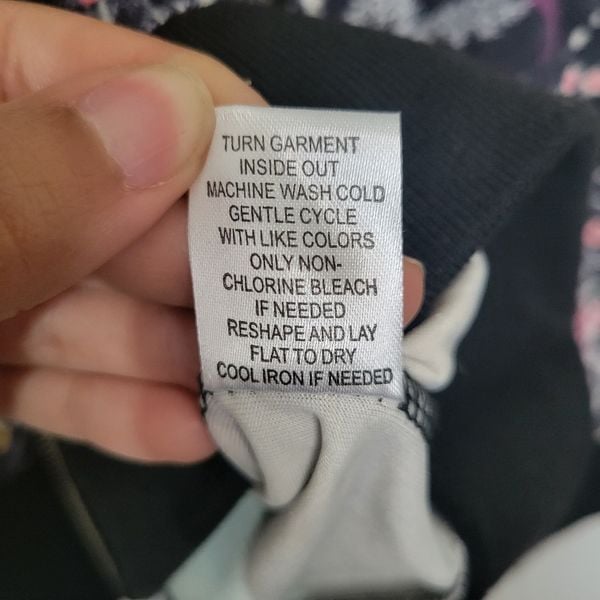 TURN GARMENT
INSIDE OUT
MACHINE WASH COLD
GENTLE CYCLE
WITH LIKE COLORS
ONLY NON-
CHLORINE BLEACH
IF NEEDED
RESHAPE AND LAY
FLAT TO DRY
COOL IRON IF NEEDED